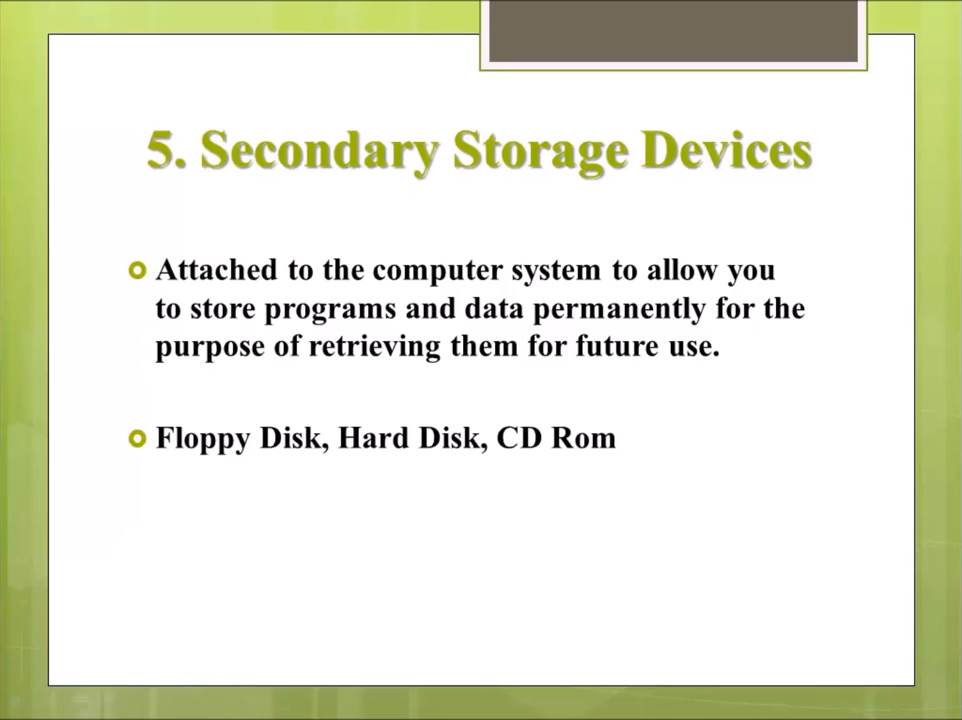 5. Secondary Storage Devices
Attached to the computer system to allow you
to store programs and data permanently for the
purpose of retrieving them for future use.
Floppy Disk, Hard Disk, CD Rom